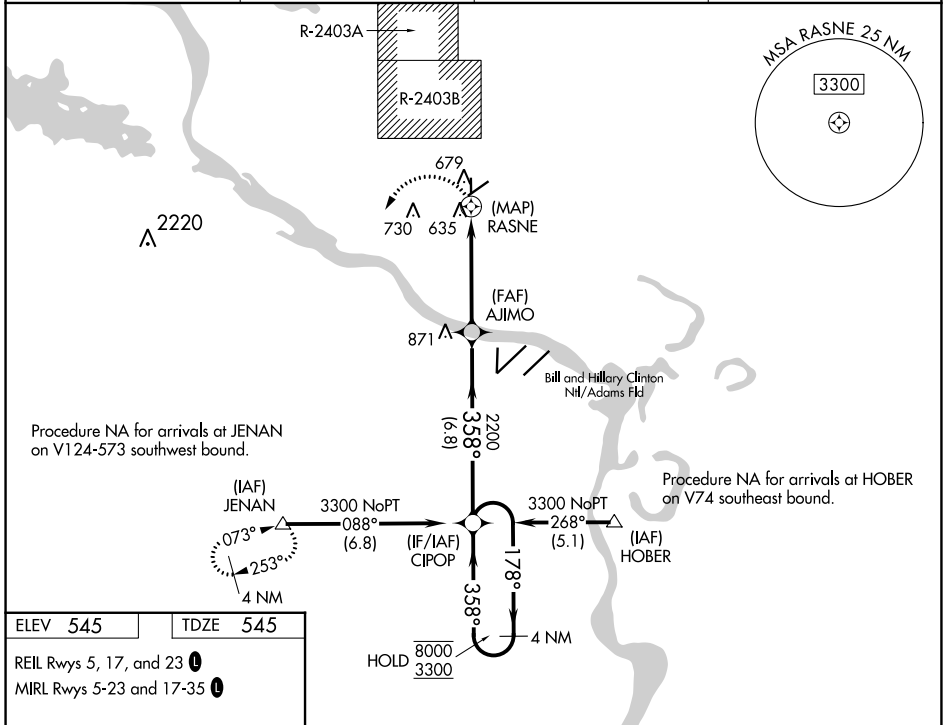 R-2403A
R-2403B
MSA RASNE 25 NM
3300
2220
679
730
635
(MAP)
RASNE
(FAF)
AJIMO
871
Bill and Hillary Clinton
Ntl/Adams Fld
2200
358°
(6.8)
Procedure NA for arrivals at JENAN
on V124-573 southwest bound.
Procedure NA for arrivals at HOBER
on V74 southeast bound.
(IAF)
JENAN
3300 NoPT
088°
(6.8)
(IF/IAF)
CIPOP
3300 NoPT
268°
(5.1)
(IAF)
HOBER
073°
253°
4 NM
178°
358°
4 NM
HOLD
8000
3300
ELEV 545
TDZE 545
REIL Rwys 5, 17, and 23 L
MIRL Rwys 5-23 and 17-35 L